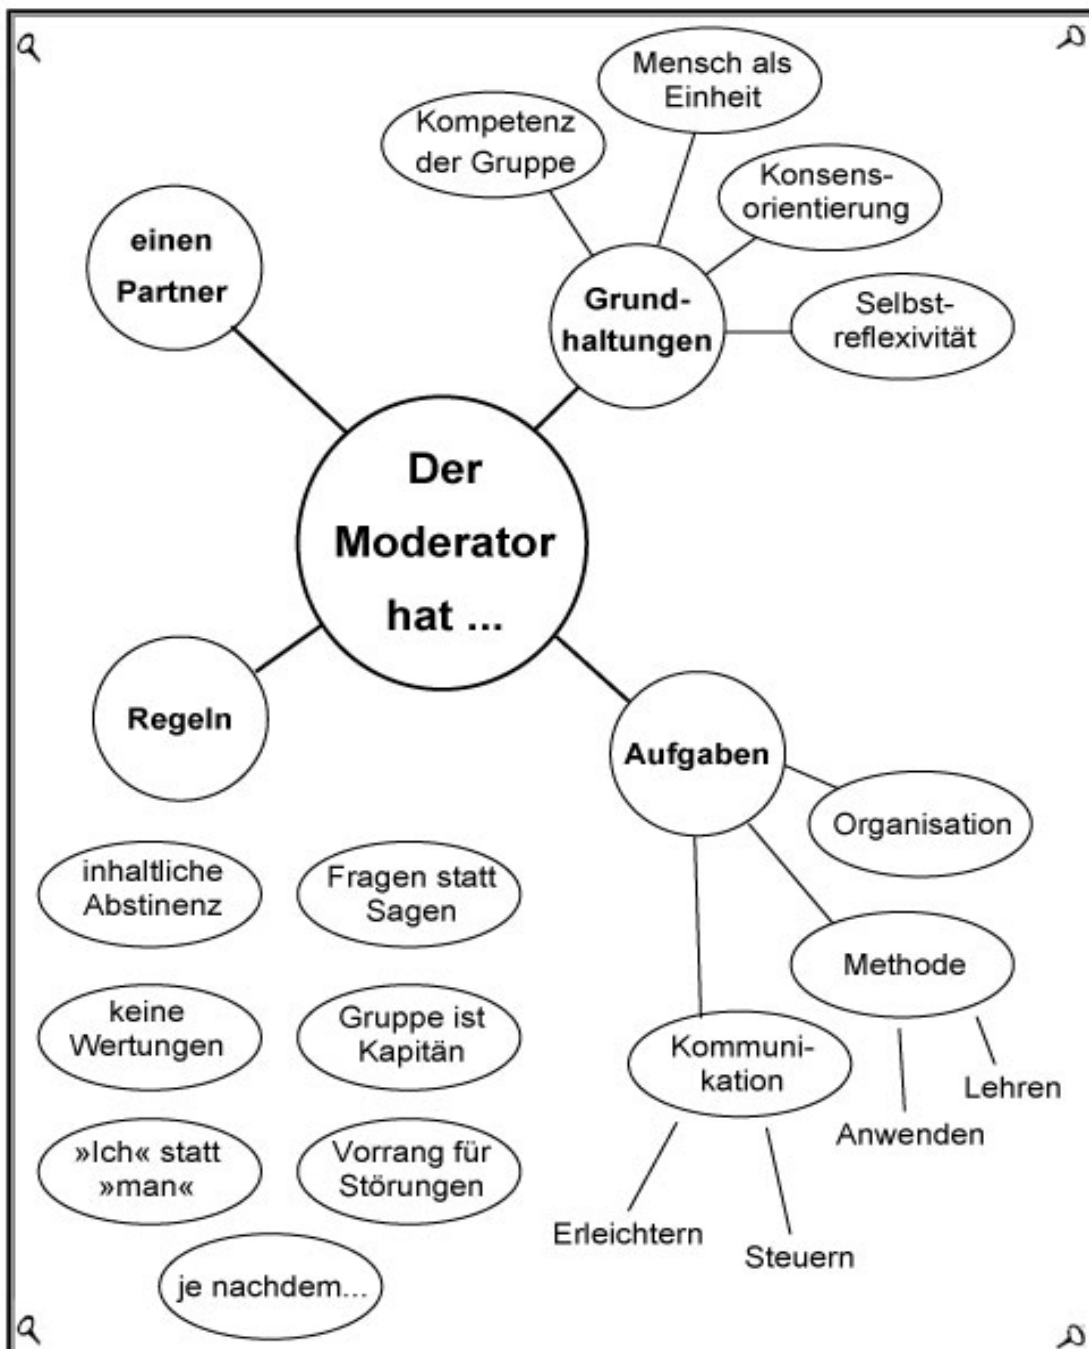 Mensch als
Einheit
Kompetenz
der Gruppe
Konsens-
orientierung
einen
Partner
Grund-
haltungen
Selbst-
reflexivität
Der
Moderator
hat ...
Regeln
Aufgaben
Organisation
inhaltliche
Abstinenz
Fragen statt
Sagen
Methode
keine
Wertungen
Gruppe ist
Kapitän
Kommuni-
kation
Lehren
Anwenden
»Ich« statt
»man«
Vorrang für
Störungen
Erleichtern
Steuern
je nachdem...